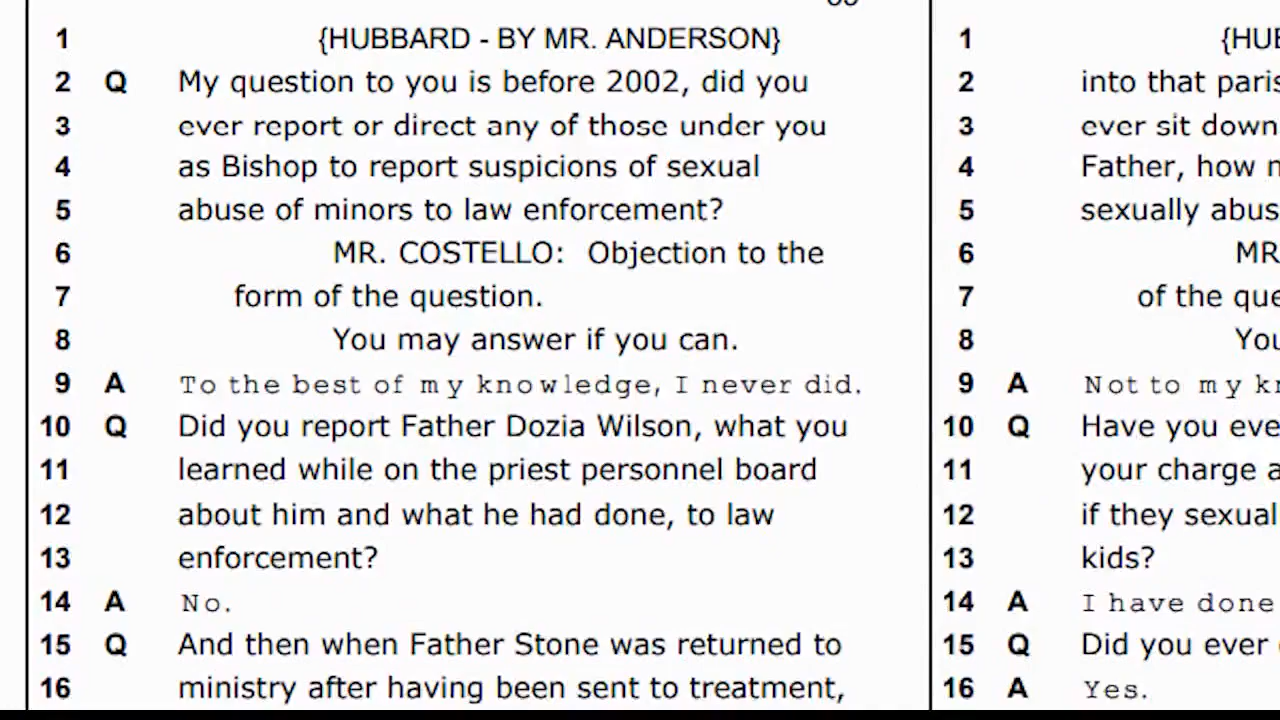 1 {HUBBARD - BY MR. ANDERSON}
2 Q My question to you is before 2002, did you
3 ever report or direct any of those under you
4 as Bishop to report suspicions of sexual
5 abuse of minors to law enforcement?
6 MR. COSTELLO: Objection to the
7 form of the question.
8 You may answer if you can.
9 A To the best of my knowledge, I never did.
10 Q Did you report Father Dozia Wilson, what you
11 learned while on the priest personnel board
12 about him and what he had done, to law
13 enforcement?
14 A No.
15 Q And then when Father Stone was returned to
16 ministry after having been sent to treatment,
1
2 into that
3 ever sit down
4 Father, how
5 sexually
6
7 of the
8
9 A Not to my
10 Q Have you
11 your charge
12 if they
13 kids?
14 A I have done
15 Q Did you ever
16 A Yes.